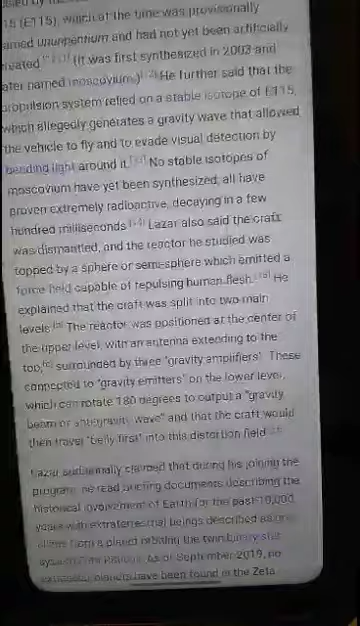 15 (E115), which at the time was provisionally
named ununpentium and had not yet been artificially
created. (It was first synthesized in 2003 and
later named moscovium.) He further said that the
propulsion system relied on a stable isotope of E115,
which allegedly generates a gravity wave that allowed
the vehicle to fly and to evade visual detection by
bending light around it. No stable isotopes of
moscovium have yet been synthesized; all have
proven extremely radioactive, decaying in a few
hundred milliseconds. Lazar also said the craft
was dismantled, and the reactor he studied was
topped by a sphere or semi-sphere which emitted a
force field capable of repulsing human flesh. He
explained that the craft was split into two main
levels. The reactor was positioned at the center of
the upper level, with an antenna extending to the
top, surrounded by three "gravity amplifiers". These
connected to "gravity emitters" on the lower level,
which can rotate 180 degrees to output a "gravity
beam or anti-gravity wave" and that the craft would
then travel "belly first" into this distortion field.
Lazar additionally claimed that during his joining the
program, he read briefing documents describing the
historical involvement of Earth for the past 10,000
years with extraterrestrial beings described as
from a planet orbiting the twin binary star
system As of September 2019, no
extrasolar planets have been found in the Zeta